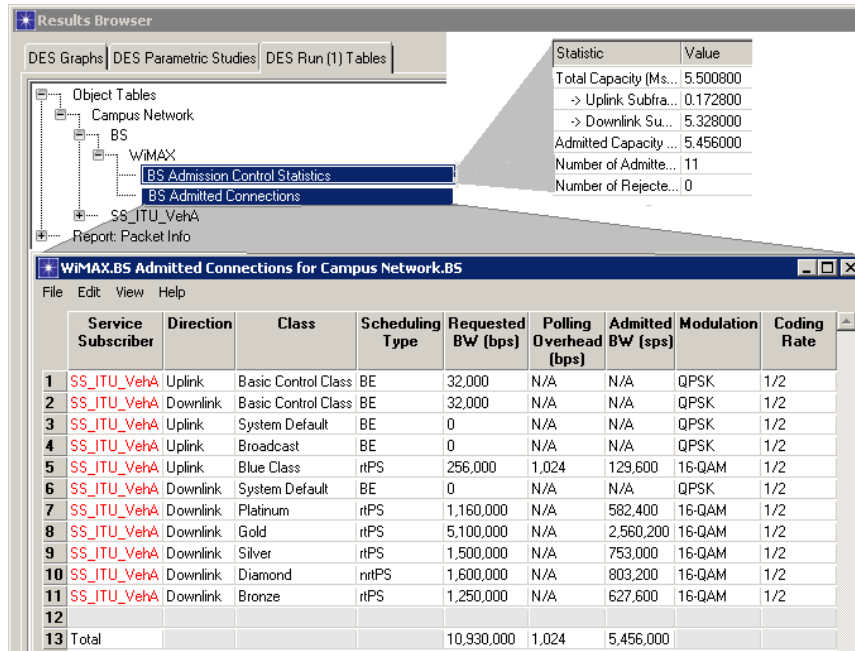 Results Browser
DES Graphs DES Parametric Studies DES Run (1) Tables
Object Tables
Campus Network
BS
WiMAX
BS Admission Control Statistics
BS Admitted Connections
SS_ITU_VehA
Report: Packet Info
Statistic Value
Total Capacity (Ms... 5.500800
-> Uplink Subfra... 0.172800
-> Downlink Su... 5.328000
Admitted Capacity ... 5.456000
Number of Admitte... 11
Number of Rejecte... 0
WiMAX.BS Admitted Connections for Campus Network.BS
File Edit View Help
Service Subscriber Direction Class Scheduling Type Requested BW (bps) Polling Overhead (bps) Admitted BW (sps) Modulation Coding Rate
1 SS_ITU_VehA Uplink Basic Control Class BE 32,000 N/A N/A QPSK 1/2
2 SS_ITU_VehA Downlink Basic Control Class BE 32,000 N/A N/A QPSK 1/2
3 SS_ITU_VehA Uplink System Default BE 0 N/A N/A QPSK 1/2
4 SS_ITU_VehA Uplink Broadcast BE 0 N/A N/A QPSK 1/2
5 SS_ITU_VehA Uplink Blue Class rtPS 256,000 1,024 129,600 16-QAM 1/2
6 SS_ITU_VehA Downlink System Default BE 0 N/A N/A QPSK 1/2
7 SS_ITU_VehA Downlink Platinum rtPS 1,160,000 N/A 582,400 16-QAM 1/2
8 SS_ITU_VehA Downlink Gold rtPS 5,100,000 N/A 2,560,200 16-QAM 1/2
9 SS_ITU_VehA Downlink Silver rtPS 1,500,000 N/A 753,000 16-QAM 1/2
10 SS_ITU_VehA Downlink Diamond nrtPS 1,600,000 N/A 803,200 16-QAM 1/2
11 SS_ITU_VehA Downlink Bronze rtPS 1,250,000 N/A 627,600 16-QAM 1/2
12
13 Total 10,930,000 1,024 5,456,000